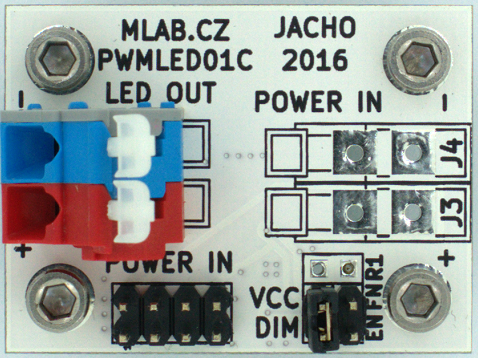 MLAB.CZ
PWMLED01C
LED OUT
JACHO
2016
POWER IN
- -
J4
J3
+ +
POWER IN
VCC
DIM
ENFNR1